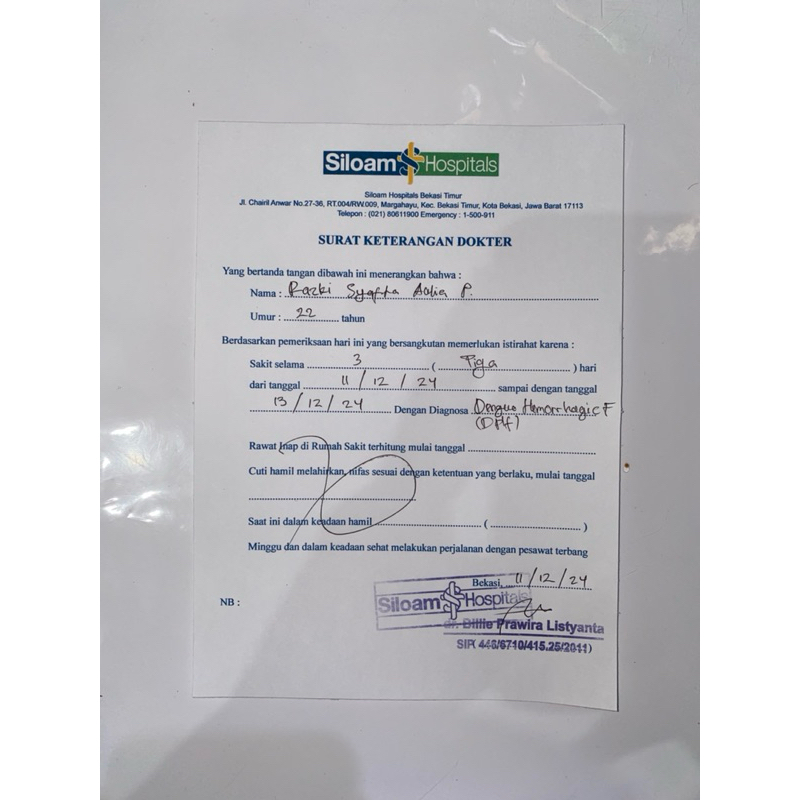 Siloam Hospitals
Siloam Hospitals Bekasi Timur
Jl. Chairil Anwar No.27-36, RT.004/RW.009, Margahayu, Kec. Bekasi Timur, Kota Bekasi, Jawa Barat 17113
Telepon : (021) 80611900 Emergency : 1-500-911
SURAT KETERANGAN DOKTER
Yang bertanda tangan dibawah ini menerangkan bahwa :
Nama : Razki Syafta Aulia P.
Umur : 22 tahun
Berdasarkan pemeriksaan hari ini yang bersangkutan memerlukan istirahat karena :
Sakit selama 3 ( Tiga ) hari
dari tanggal 11 / 12 / 24 sampai dengan tanggal
13 / 12 / 24 Dengan Diagnosa Dengue Hemorrhagic F
(DHF)
Rawat Inap di Rumah Sakit terhitung mulai tanggal
Cuti hamil melahirkan, nifas sesuai dengan ketentuan yang berlaku, mulai tanggal
Saat ini dalam keadaan hamil ( )
Minggu dan dalam keadaan sehat melakukan perjalanan dengan pesawat terbang
Bekasi, 11/12/24
NB :
Siloam Hospitals
dr. Billie Prawira Listyanta
SIP( 446/6710/415.25/2011)